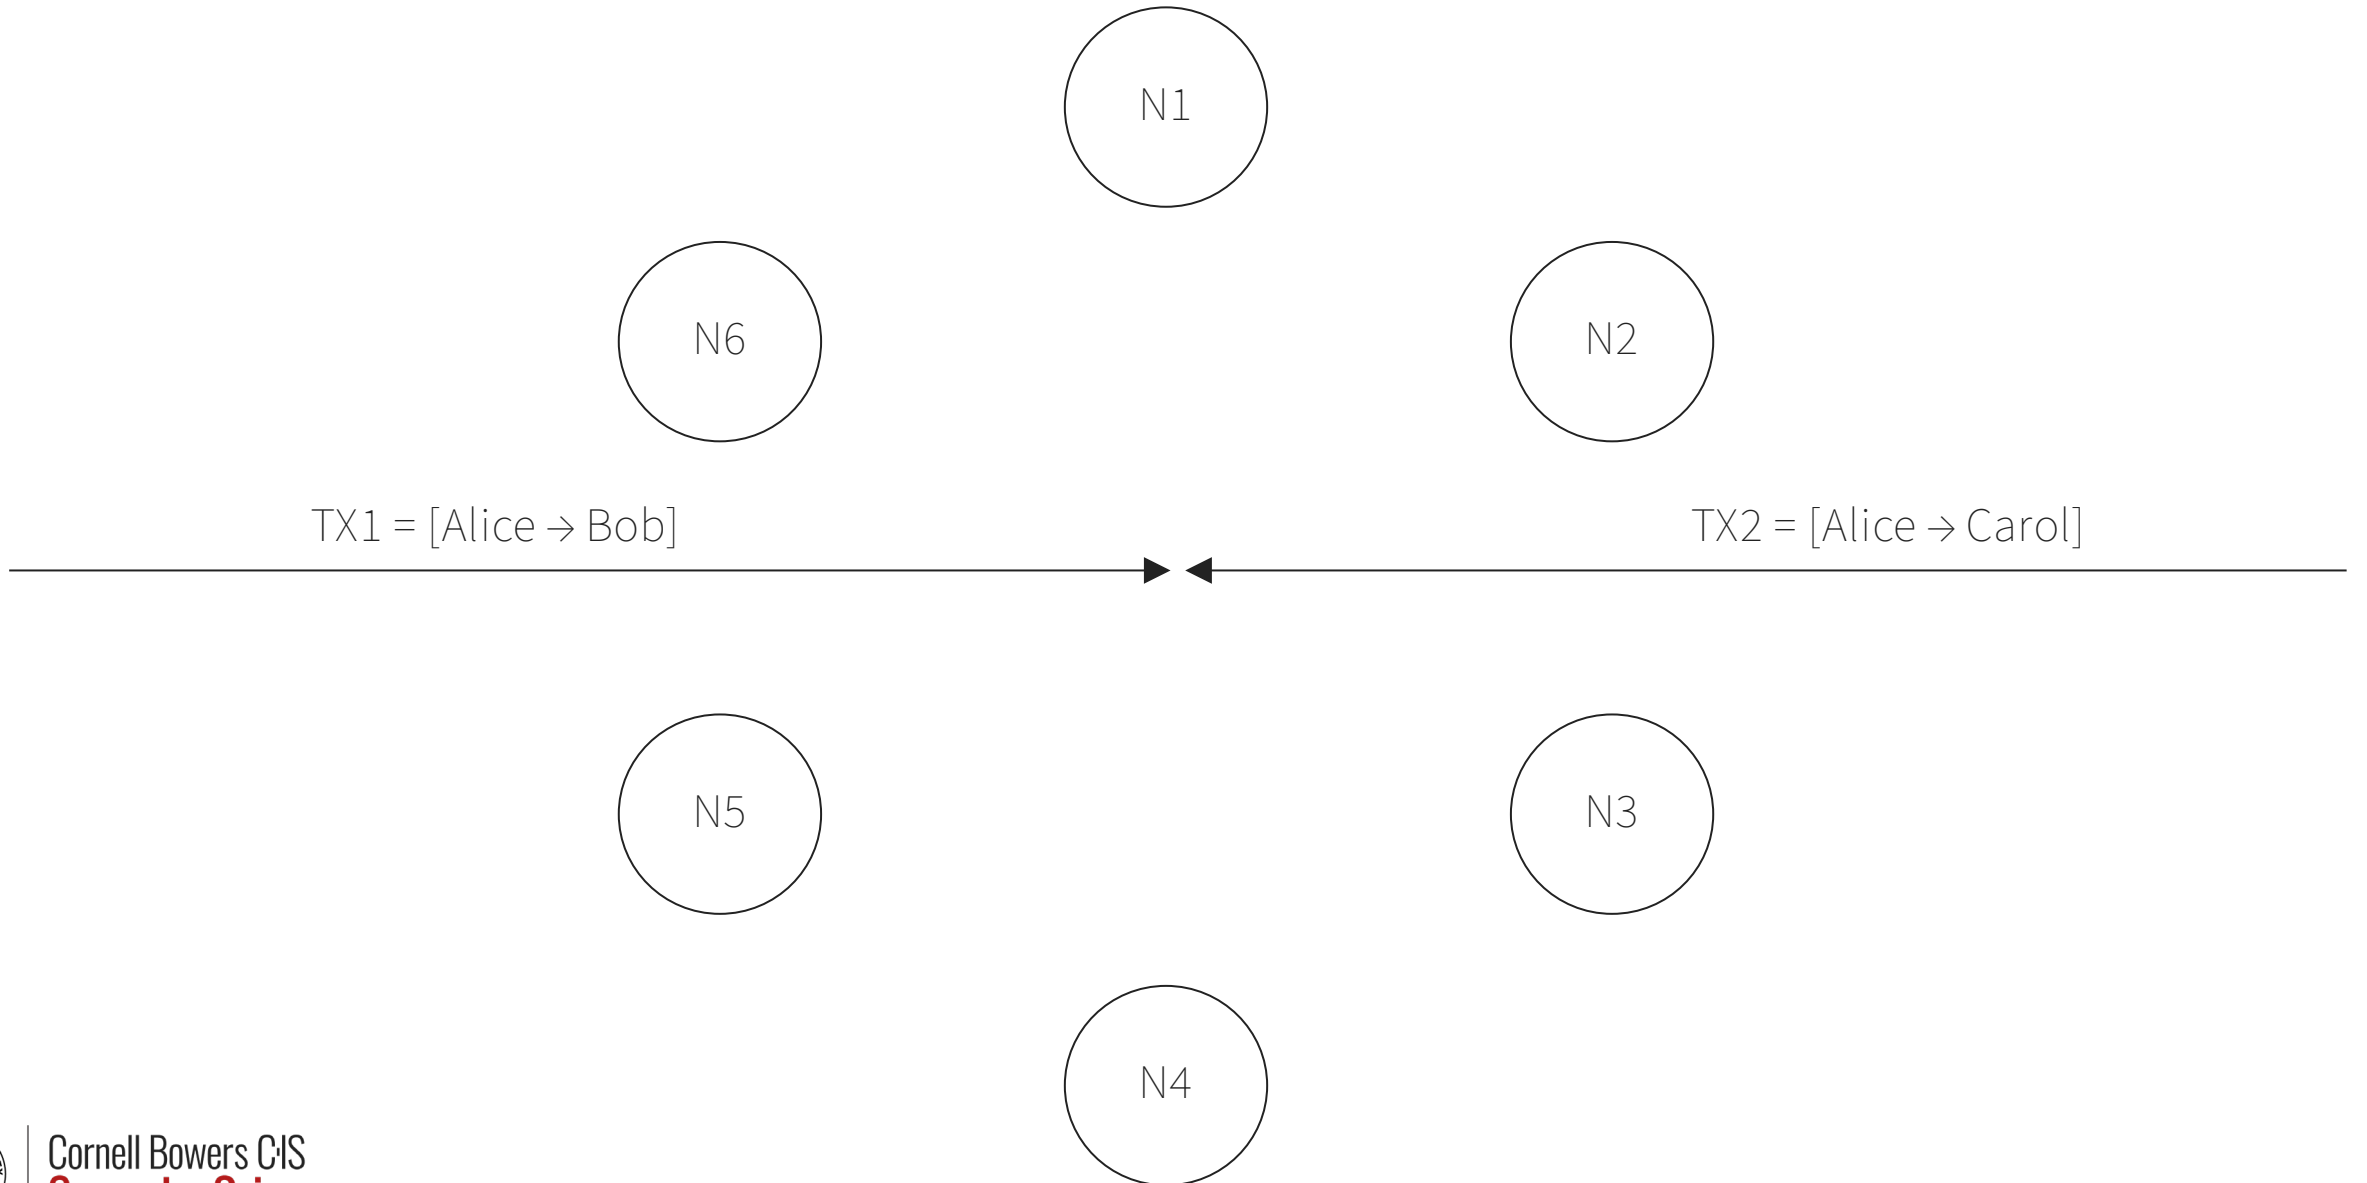 N1
N6
N2
TX1 = [Alice → Bob]
TX2 = [Alice → Carol]
N5
N3
N4
Cornell Bowers C·IS